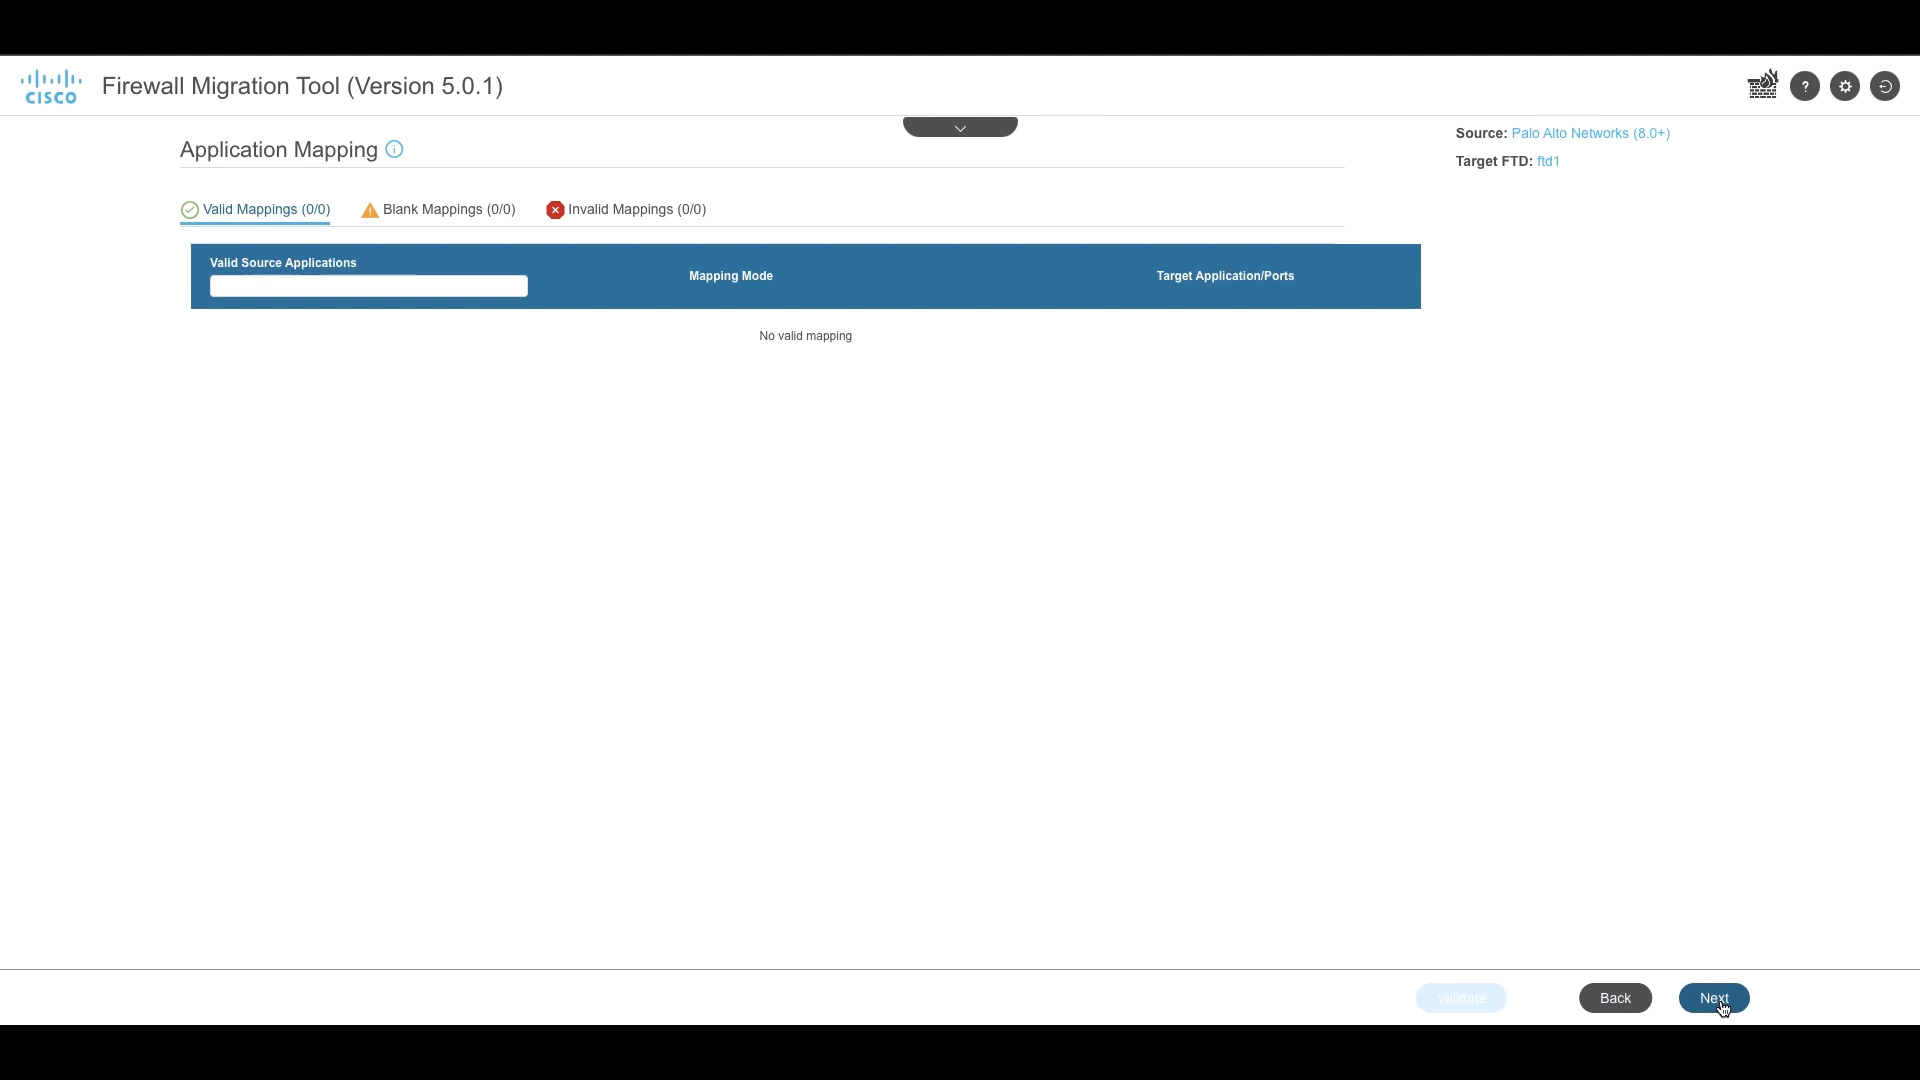 CISCO
Firewall Migration Tool (Version 5.0.1)
?
Source: Palo Alto Networks (8.0+)
Target FTD: ftd1
Application Mapping
Valid Mappings (0/0)
Blank Mappings (0/0)
Invalid Mappings (0/0)
Valid Source Applications
Mapping Mode
Target Application/Ports
No valid mapping
Validate
Back
Next